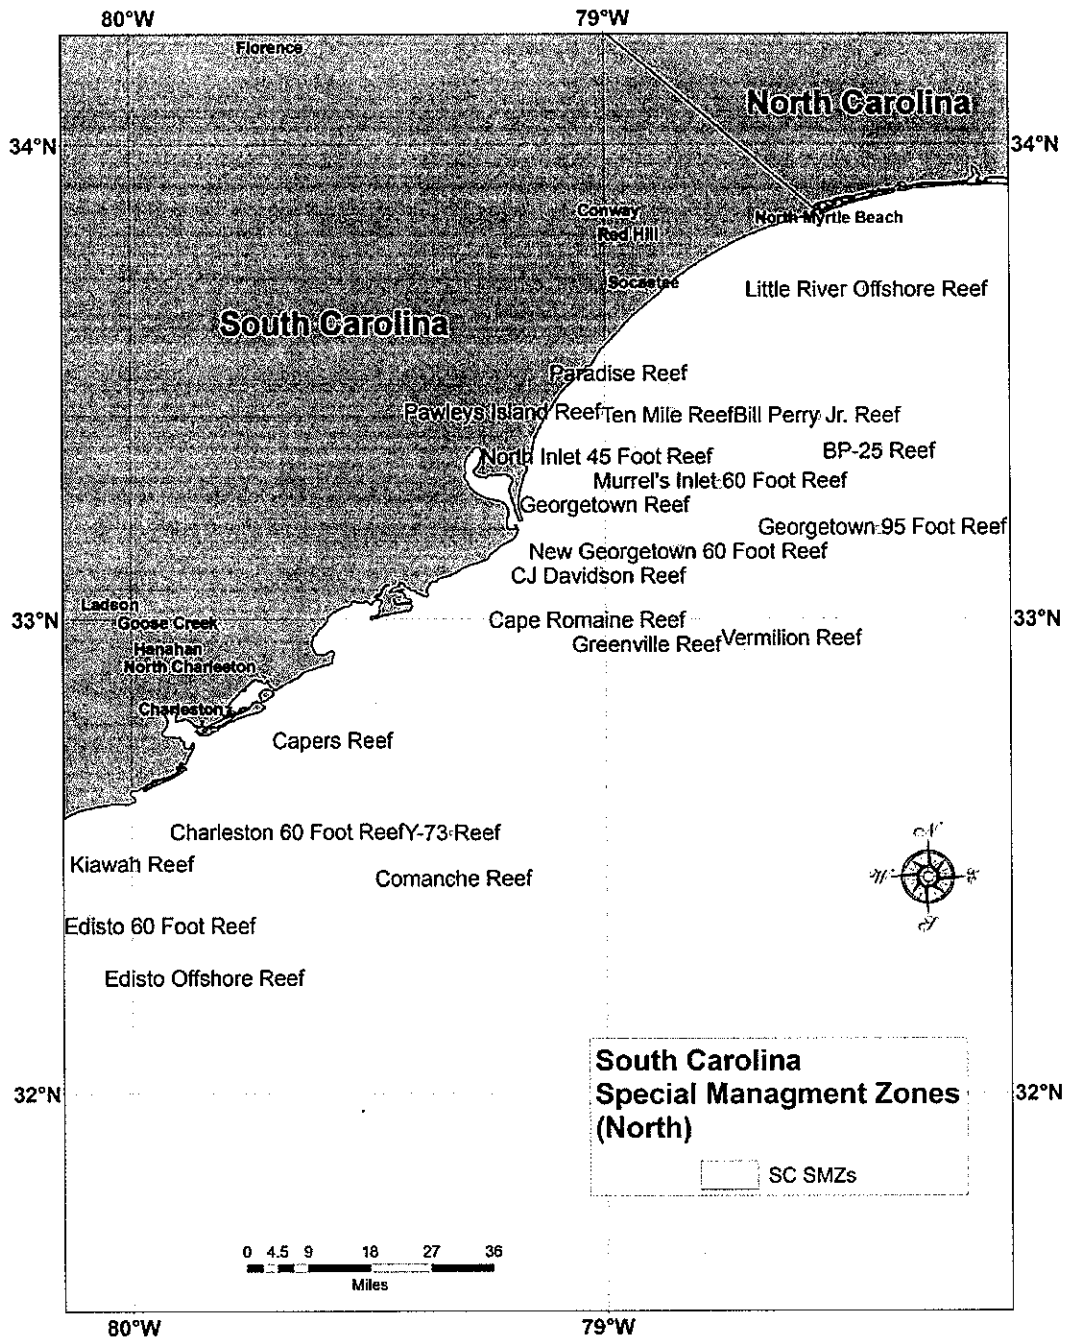 80°W 79°W
Florence
North Carolina
34°N 34°N
Conway
North Myrtle Beach
Red Hill
Socastee
Little River Offshore Reef
South Carolina
Paradise Reef
Pawleys Island Reef Ten Mile Reef Bill Perry Jr. Reef
BP-25 Reef
North Inlet 45 Foot Reef
Murrel's Inlet 60 Foot Reef
Georgetown Reef
Georgetown 95 Foot Reef
New Georgetown 60 Foot Reef
CJ Davidson Reef
Ladson
33°N Goose Creek Cape Romaine Reef 33°N
Greenville Reef Vermilion Reef
Hanahan
North Charleston
Charleston
Capers Reef
Charleston 60 Foot Reef Y-73 Reef
Kiawah Reef
Comanche Reef
N
W E
S
Edisto 60 Foot Reef
Edisto Offshore Reef
South Carolina
Special Managment Zones
(North)
SC SMZs
32°N 32°N
0 4.5 9 18 27 36
Miles
80°W 79°W